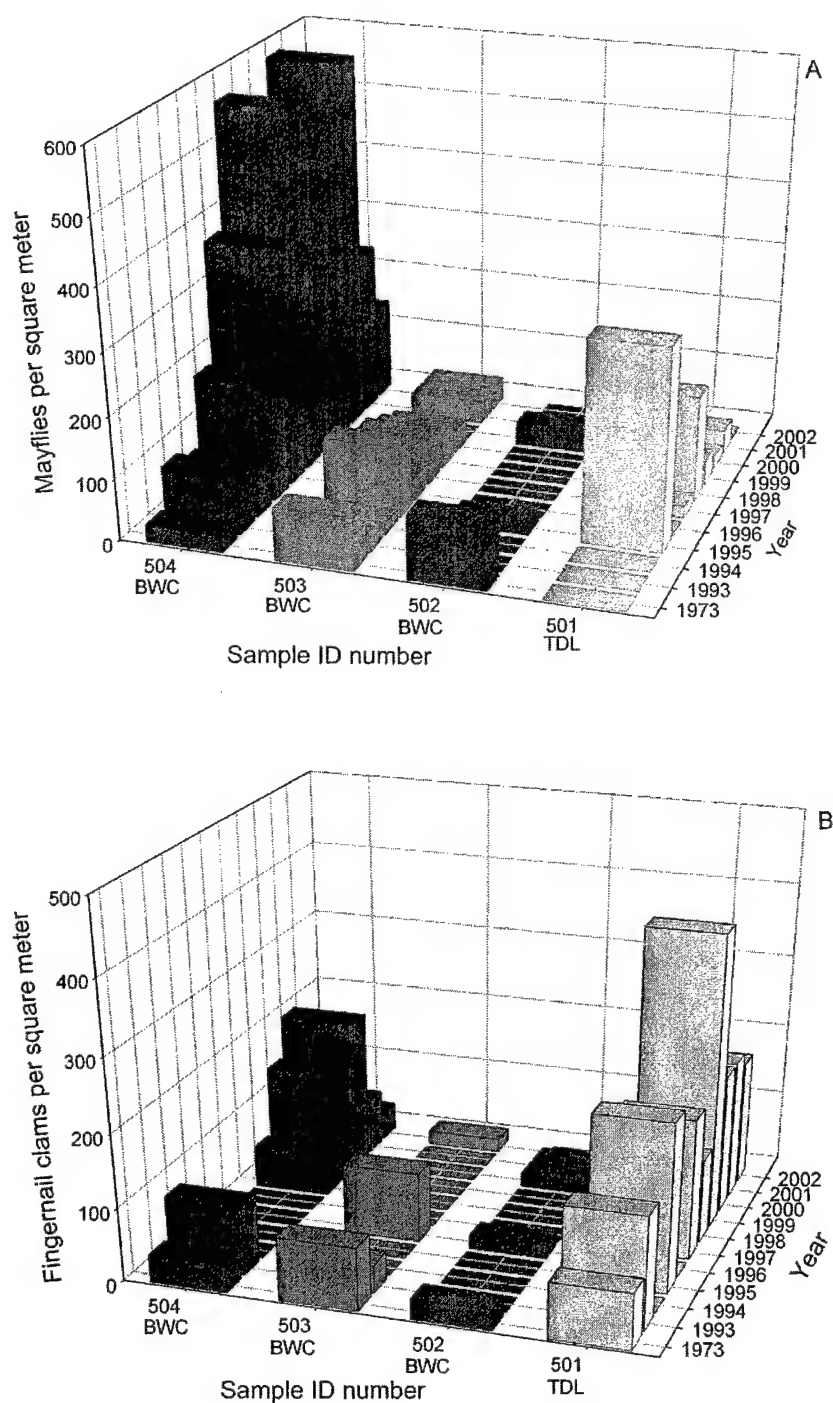 A
600
500
400
300
200
100
0
Mayflies per square meter
504
BWC
503
BWC
502
BWC
501
TDL
Sample ID number
2002
2001
2000
1999
1998
1997
1996
1995
1994
1993
1973
Year
B
500
400
300
200
100
0
Fingernail clams per square meter
504
BWC
503
BWC
502
BWC
501
TDL
Sample ID number
2002
2001
2000
1999
1998
1997
1996
1995
1994
1993
1973
Year